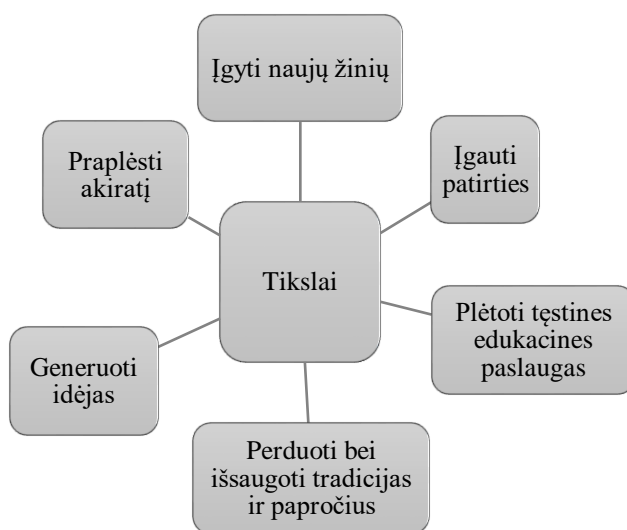 Įgyti naujų žinių
Praplėsti
akiratį
Įgauti
patirties
Tikslai
Plėtoti tęstines
edukacines
paslaugas
Generuoti
idėjas
Perduoti bei
išsaugoti tradicijas
ir papročius